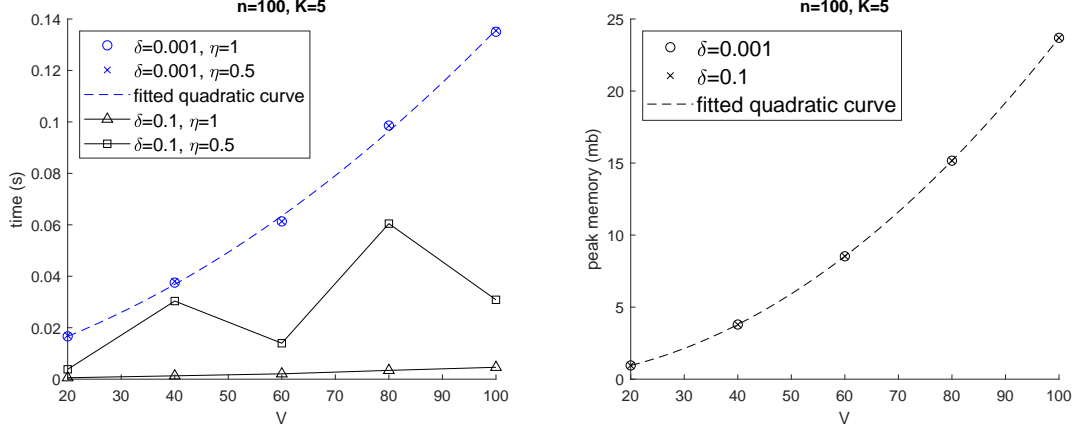 n=100, K=5
0.14
0.12
0.1
0.08
0.06
0.04
0.02
0
time (s)
δ=0.001, η=1
δ=0.001, η=0.5
fitted quadratic curve
δ=0.1, η=1
δ=0.1, η=0.5
20 30 40 50 60 70 80 90 100
V
n=100, K=5
25
20
15
10
5
0
peak memory (mb)
δ=0.001
δ=0.1
fitted quadratic curve
20 30 40 50 60 70 80 90 100
V